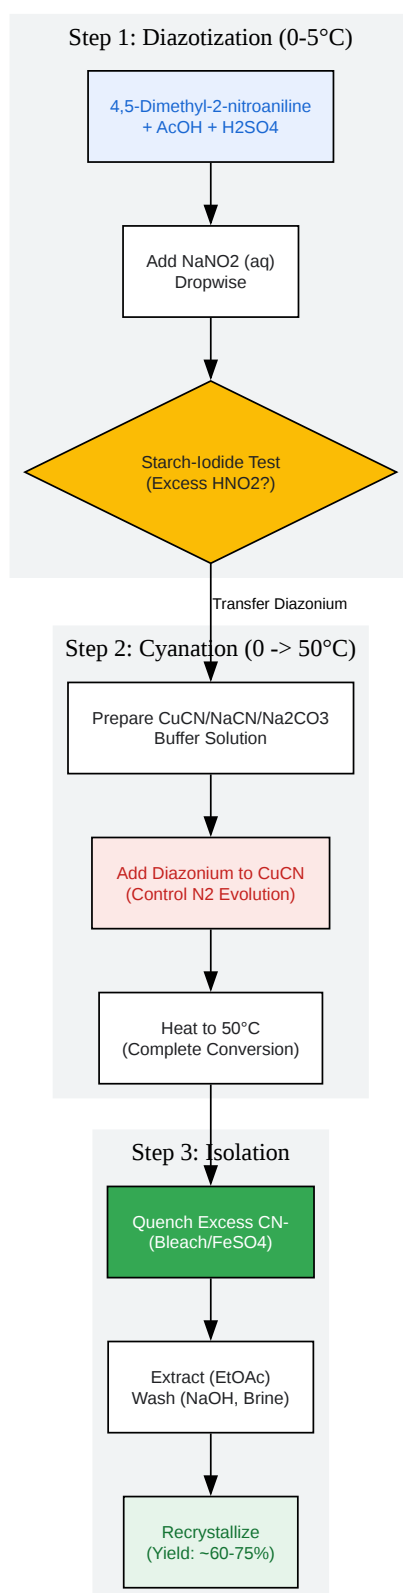 Step 1: Diazotization (0-5°C)
4,5-Dimethyl-2-nitroaniline
+ AcOH + H2SO4
Add NaNO2 (aq)
Dropwise
Starch-Iodide Test
(Excess HNO2?)
Transfer Diazonium
Step 2: Cyanation (0 -> 50°C)
Prepare CuCN/NaCN/Na2CO3
Buffer Solution
Add Diazonium to CuCN
(Control N2 Evolution)
Heat to 50°C
(Complete Conversion)
Step 3: Isolation
Quench Excess CN-
(Bleach/FeSO4)
Extract (EtOAc)
Wash (NaOH, Brine)
Recrystallize
(Yield: ~60-75%)